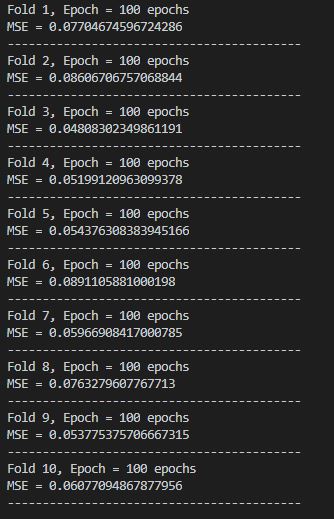 Fold 1, Epoch = 100 epochs
MSE = 0.07704674596724286
------------------------------------------
Fold 2, Epoch = 100 epochs
MSE = 0.08606706757068844
------------------------------------------
Fold 3, Epoch = 100 epochs
MSE = 0.04808302349861191
------------------------------------------
Fold 4, Epoch = 100 epochs
MSE = 0.05199120963099378
------------------------------------------
Fold 5, Epoch = 100 epochs
MSE = 0.054376308383945166
------------------------------------------
Fold 6, Epoch = 100 epochs
MSE = 0.0891105881000198
------------------------------------------
Fold 7, Epoch = 100 epochs
MSE = 0.05966908417000785
------------------------------------------
Fold 8, Epoch = 100 epochs
MSE = 0.0763279607767713
------------------------------------------
Fold 9, Epoch = 100 epochs
MSE = 0.053775375706667315
------------------------------------------
Fold 10, Epoch = 100 epochs
MSE = 0.06077094867877956
------------------------------------------